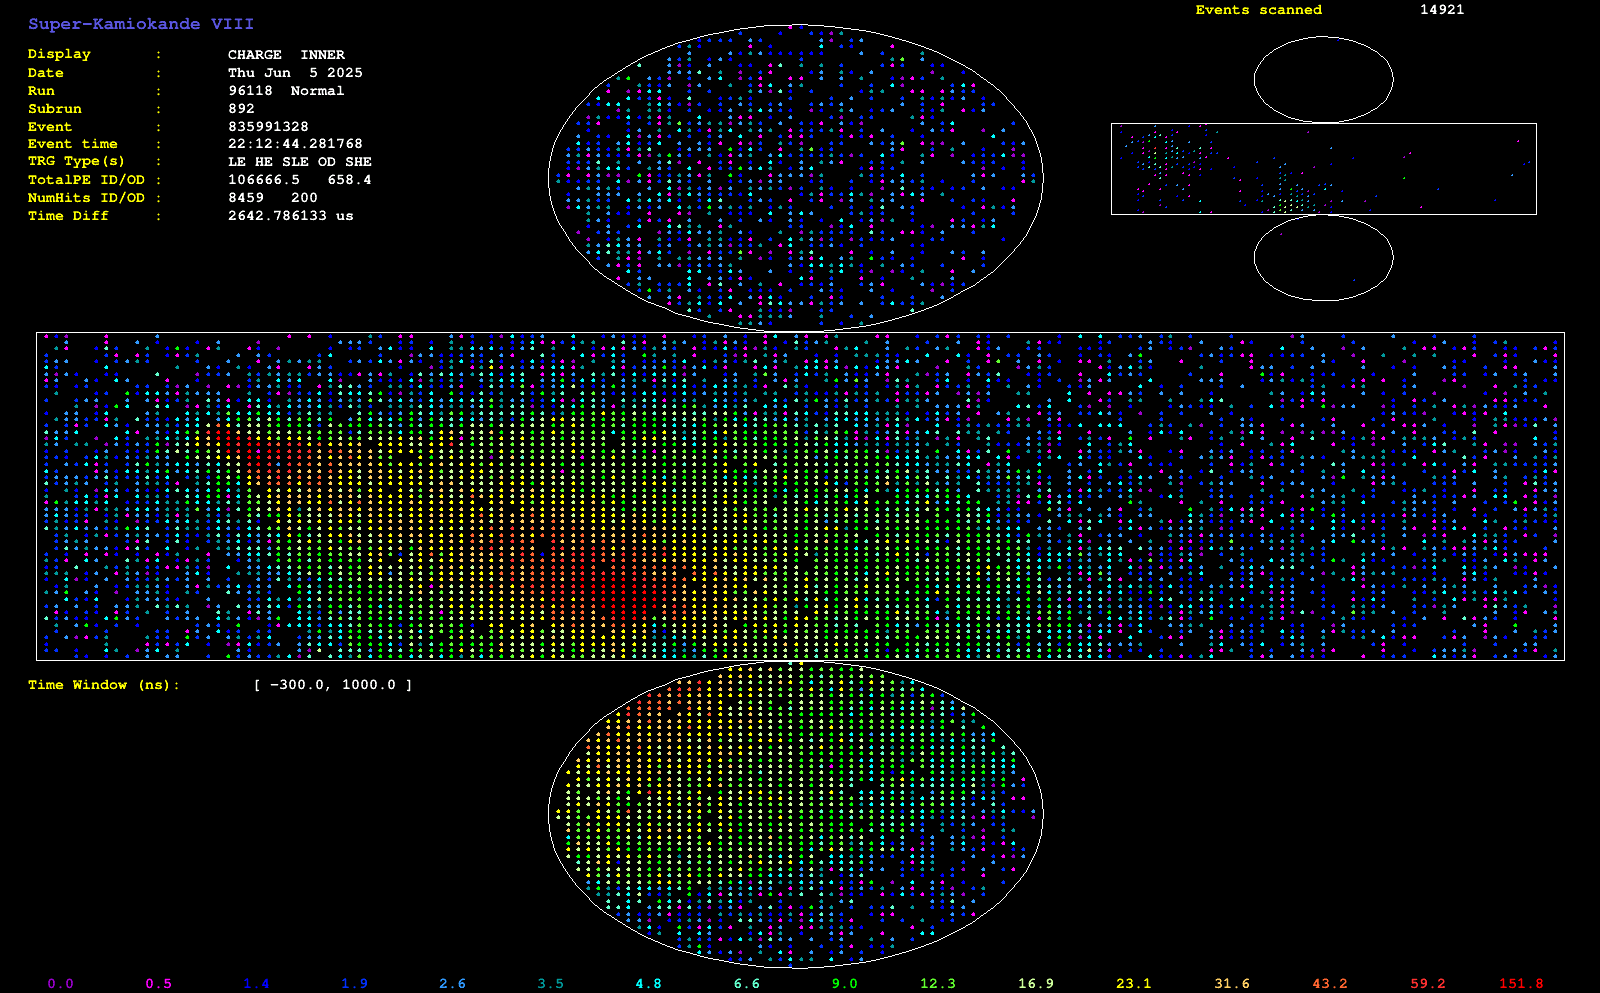 Super-Kamiokande VIII
Events scanned 14921
Display : CHARGE INNER
Date : Thu Jun 5 2025
Run : 96118 Normal
Subrun : 892
Event : 835991328
Event time : 22:12:44.281768
TRG Type(s) : LE HE SLE OD SHE
TotalPE ID/OD : 106666.5 658.4
NumHits ID/OD : 8459 200
Time Diff : 2642.786133 us
Time Window (ns): [ -300.0, 1000.0 ]
0.0 0.5 1.4 1.9 2.6 3.5 4.8 6.6 9.0 12.3 16.9 23.1 31.6 43.2 59.2 151.8